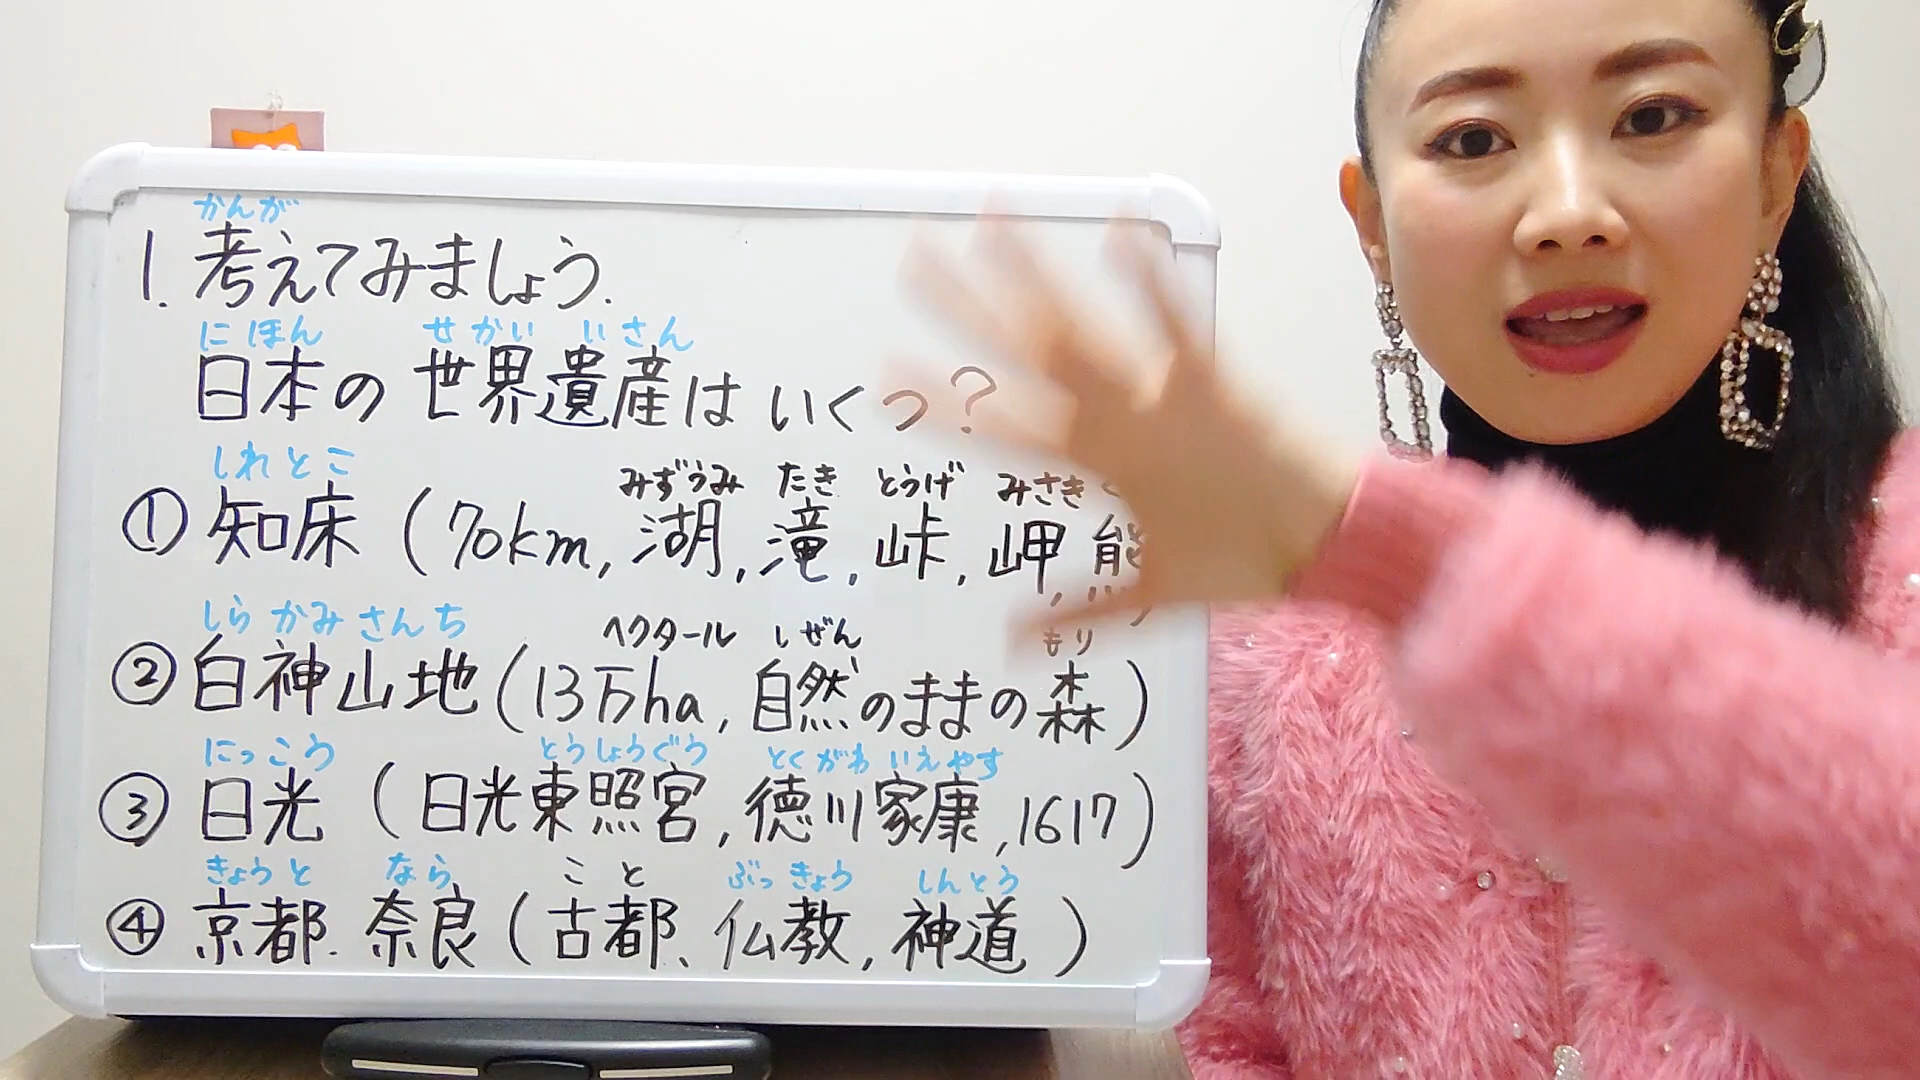 かんが
1. 考えてみましょう.
にほん せかい いさん
日本の世界遺産はいくつ?
しれとこ みずうみ たき とうげ みさき く
① 知床 (70km, 湖, 滝, 峠, 岬, 熊)
しらかみさんち ヘクタール しぜん もり
② 白神山地 (13万ha, 自然のままの森)
にっこう とうしょうぐう とくがわ いえやす
③ 日光 (日光東照宮, 徳川家康, 1617)
きょうと なら こと ぶっきょう しんとう
④ 京都. 奈良 (古都、仏教, 神道)